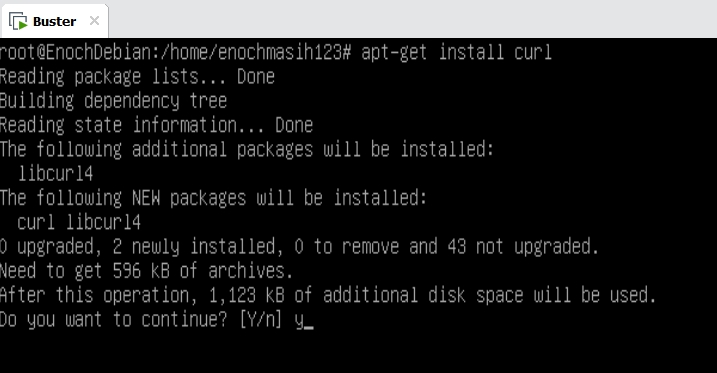 Buster
root@EnochDebian:/home/enochmasih123# apt-get install curl
Reading package lists... Done
Building dependency tree
Reading state information... Done
The following additional packages will be installed:
  libcurl4
The following NEW packages will be installed:
  curl libcurl4
0 upgraded, 2 newly installed, 0 to remove and 43 not upgraded.
Need to get 596 kB of archives.
After this operation, 1,123 kB of additional disk space will be used.
Do you want to continue? [Y/n] y_